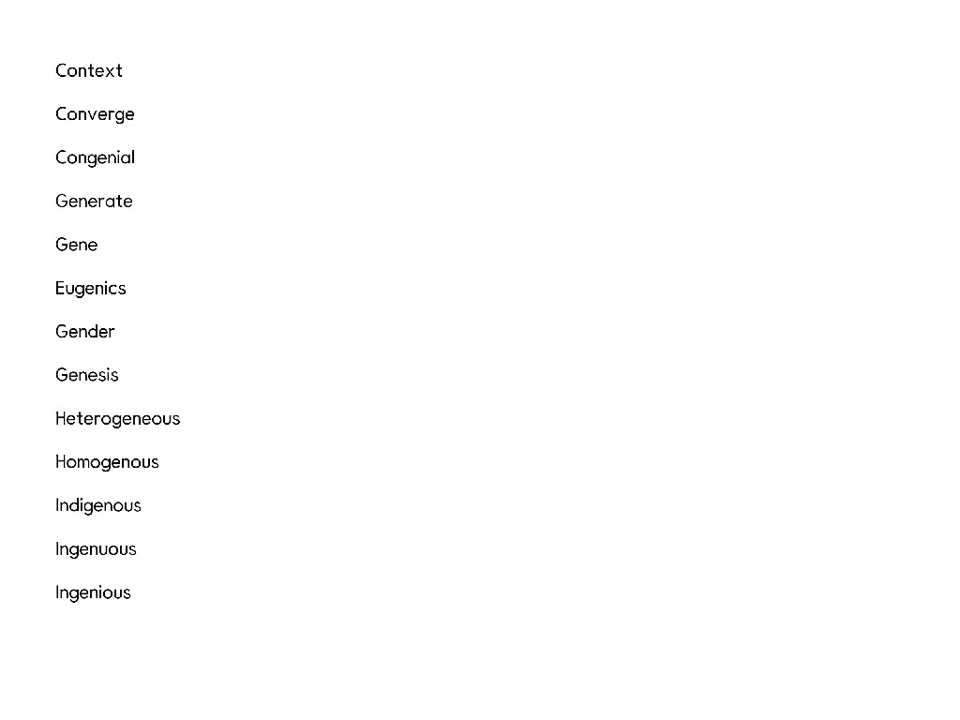 Context
Converge
Congenial
Generate
Gene
Eugenics
Gender
Genesis
Heterogeneous
Homogenous
Indigenous
Ingenuous
Ingenious